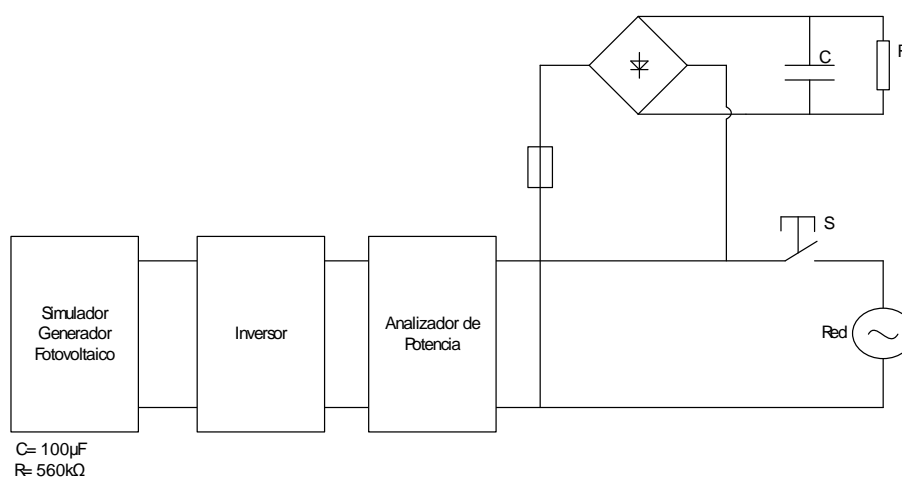 R
C
S
Simulador
Generador
Fotovoltaico
Inversor
Analizador de
Potencia
Red
C= 100µF
R= 560kΩ